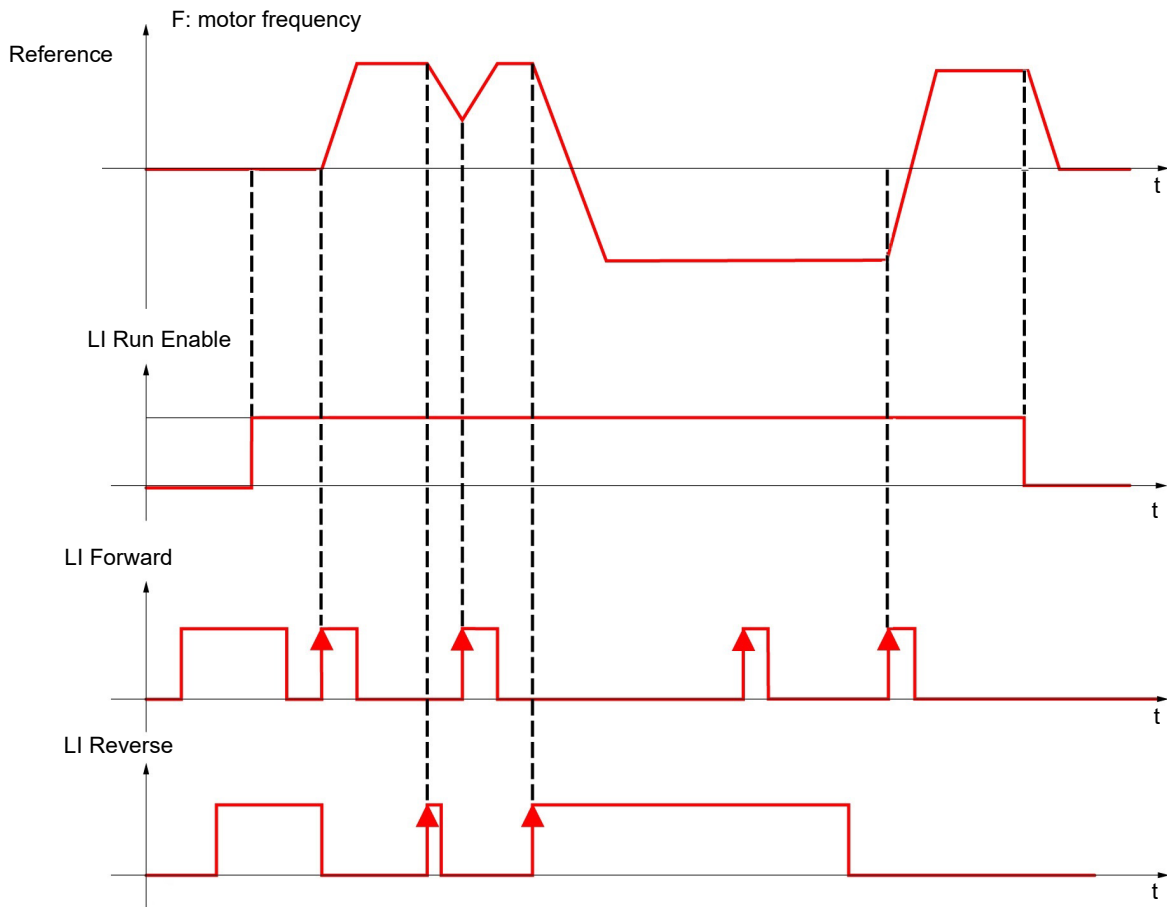 F: motor frequency
Reference
t
LI Run Enable
t
LI Forward
t
LI Reverse
t